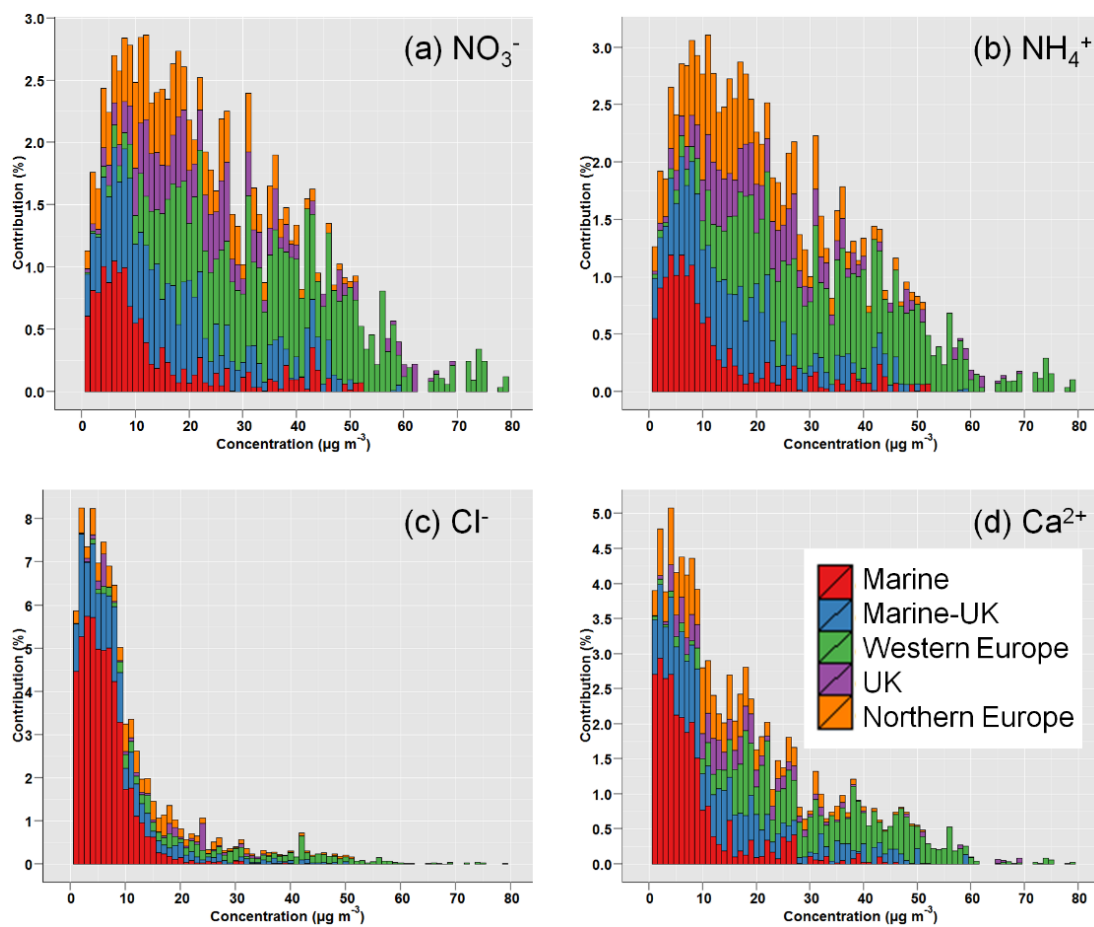 (a) NO₃⁻
Contribution (%)
3.0
2.5
2.0
1.5
1.0
0.5
0.0
0 10 20 30 40 50 60 70 80
Concentration (µg m⁻³)
(b) NH₄⁺
Contribution (%)
3.0
2.5
2.0
1.5
1.0
0.5
0.0
0 10 20 30 40 50 60 70 80
Concentration (µg m⁻³)
(c) Cl⁻
Contribution (%)
8
7
6
5
4
3
2
1
0
0 10 20 30 40 50 60 70 80
Concentration (µg m⁻³)
(d) Ca²⁺
Contribution (%)
5.0
4.5
4.0
3.5
3.0
2.5
2.0
1.5
1.0
0.5
0.0
0 10 20 30 40 50 60 70 80
Concentration (µg m⁻³)
Marine
Marine-UK
Western Europe
UK
Northern Europe